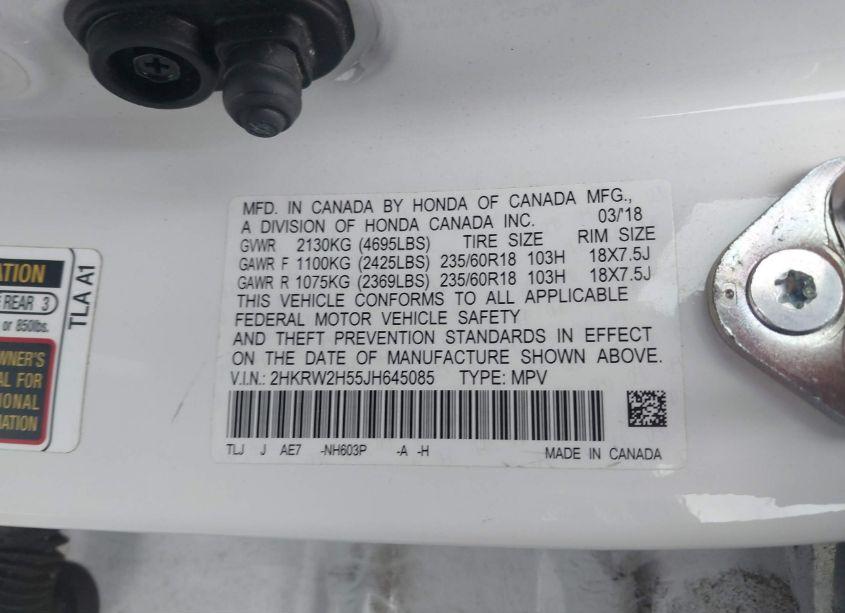 MFD. IN CANADA BY HONDA OF CANADA MFG.,
A DIVISION OF HONDA CANADA INC. 03/'18
GVWR 2130KG (4695LBS) TIRE SIZE RIM SIZE
GAWR F 1100KG (2425LBS) 235/60R18 103H 18X7.5J
GAWR R 1075KG (2369LBS) 235/60R18 103H 18X7.5J
THIS VEHICLE CONFORMS TO ALL APPLICABLE
FEDERAL MOTOR VEHICLE SAFETY
AND THEFT PREVENTION STANDARDS IN EFFECT
ON THE DATE OF MANUFACTURE SHOWN ABOVE.
V.I.N.: 2HKRW2H55JH645085 TYPE: MPV
TLJ J AE7 -NH603P -A -H MADE IN CANADA
ATION
REAR 3
or 850lbs.
WNER'S
AL FOR
IONAL
MATION
TLA A1